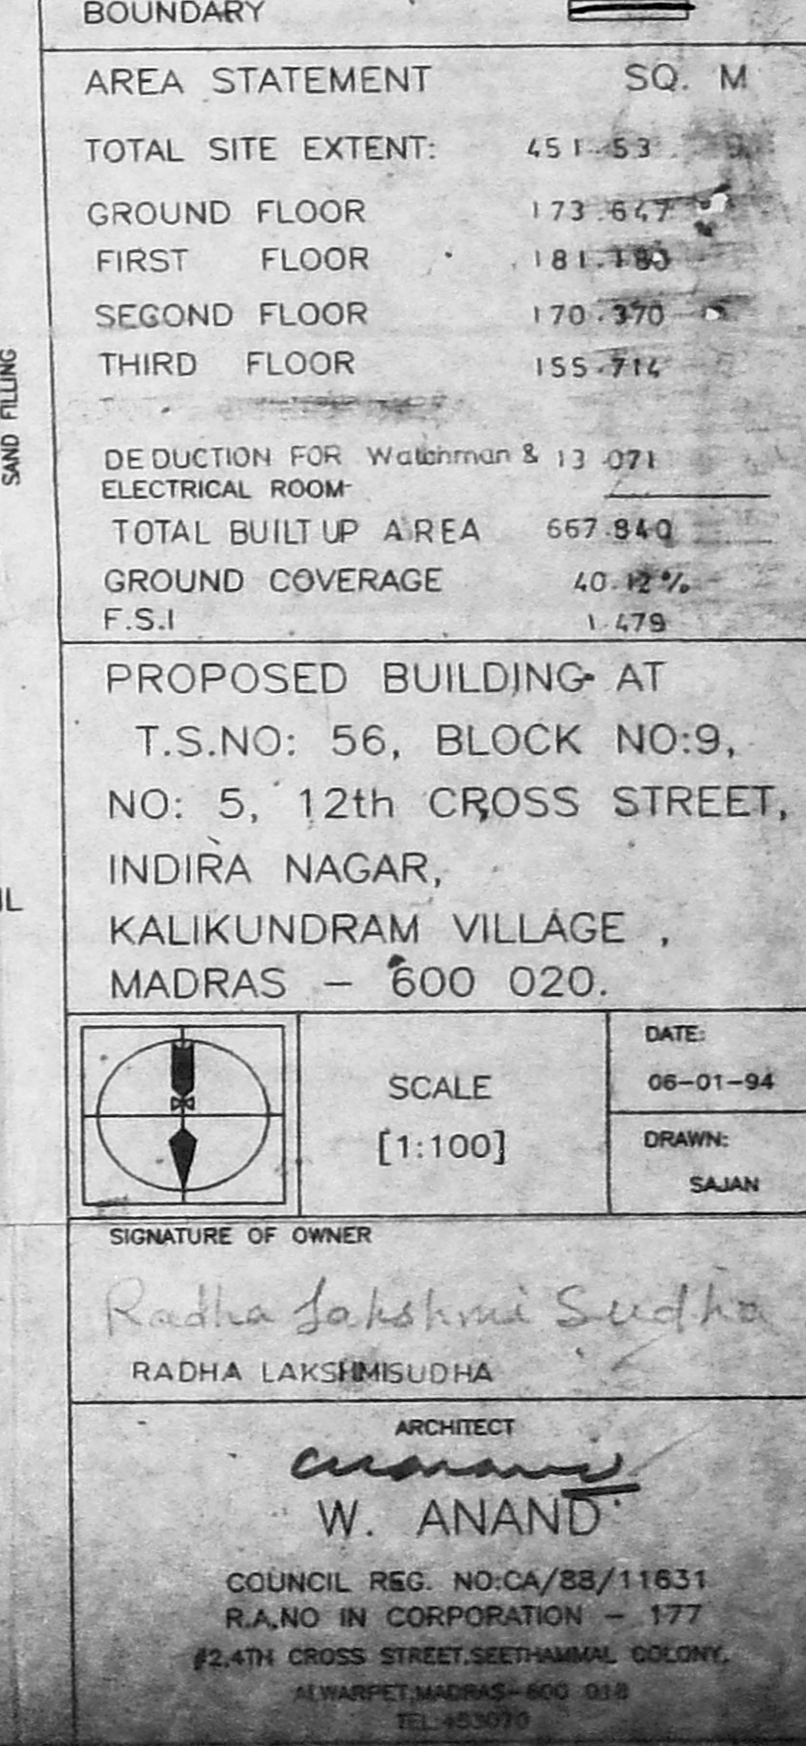 BOUNDARY
AREA STATEMENT SQ. M
TOTAL SITE EXTENT: 451.53
GROUND FLOOR 173.647
FIRST FLOOR 181.180
SECOND FLOOR 170.370
THIRD FLOOR 155.714
SAND FILLING
DEDUCTION FOR Watchman & 13.071
ELECTRICAL ROOM
TOTAL BUILT UP AREA 667.840
GROUND COVERAGE 40.12%
F.S.I 1.479
PROPOSED BUILDING AT
T.S.NO: 56, BLOCK NO:9,
NO: 5, 12th CROSS STREET,
INDIRA NAGAR,
KALIKUNDRAM VILLAGE ,
MADRAS - 600 020.
SCALE
[1:100]
DATE:
06-01-94
DRAWN:
SAJAN
SIGNATURE OF OWNER
Radha Lakshmi Sudha
RADHA LAKSHMISUDHA
ARCHITECT
W. ANAND
COUNCIL REG. NO:CA/88/11631
R.A.NO IN CORPORATION - 177
#2,4TH CROSS STREET,SEETHAMMAL COLONY,
ALWARPET,MADRAS-600 018
TEL:453070